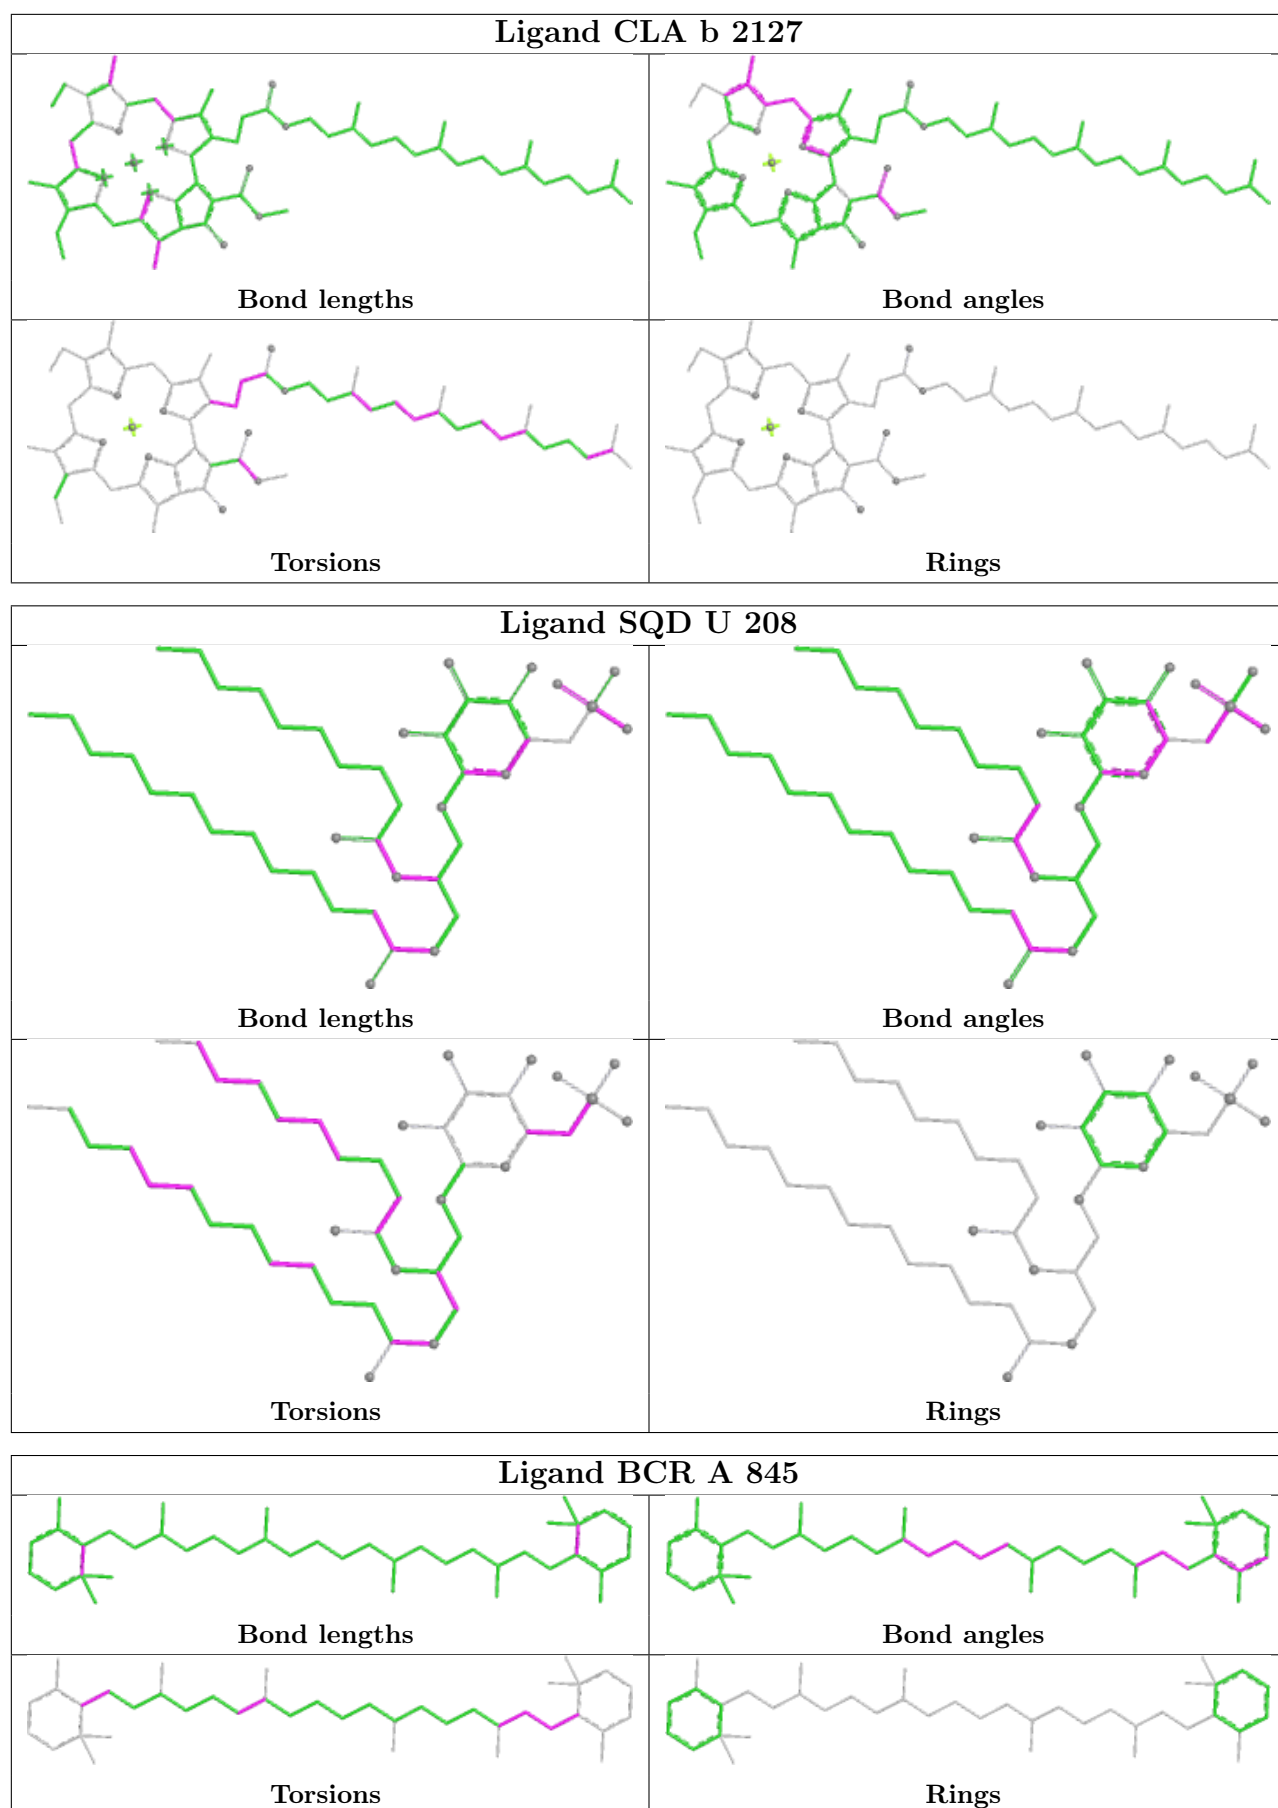 Ligand CLA b 2127
Bond lengths
Bond angles
Torsions
Rings
Ligand SQD U 208
Bond lengths
Bond angles
Torsions
Rings
Ligand BCR A 845
Bond lengths
Bond angles
Torsions
Rings